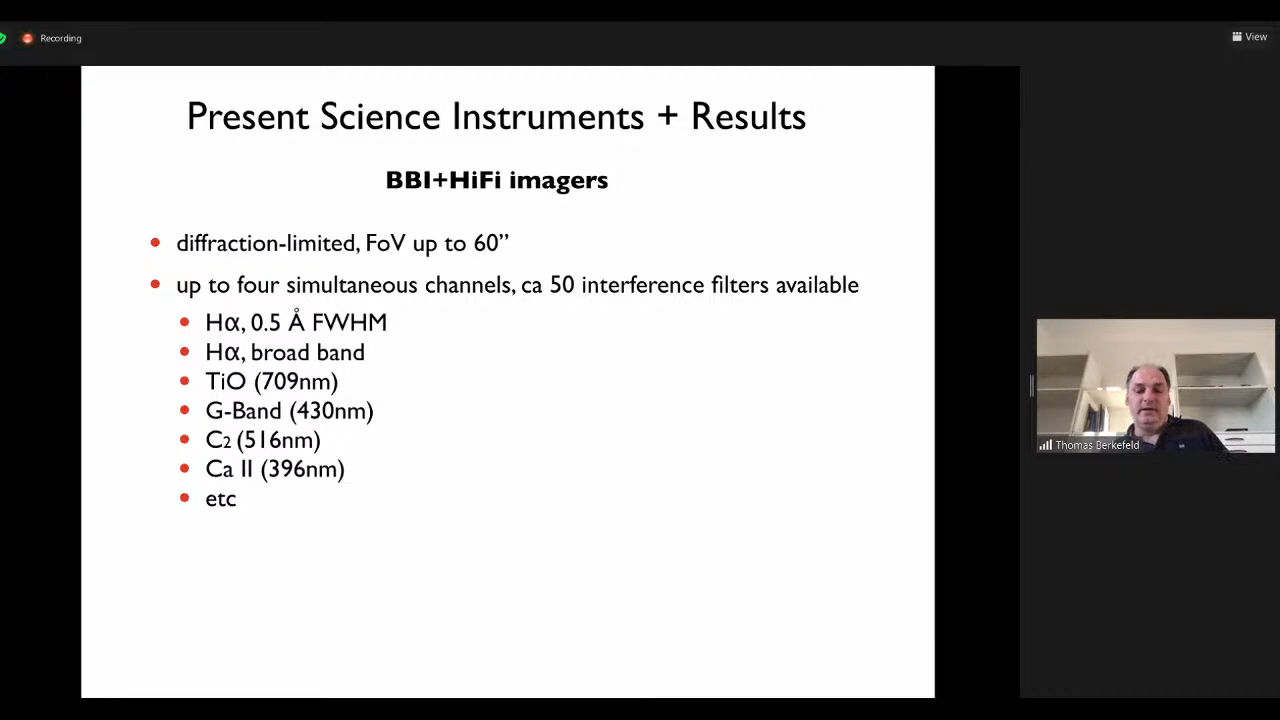 Recording
View
Present Science Instruments + Results
BBI+HiFi imagers
diffraction-limited, FoV up to 60”
up to four simultaneous channels, ca 50 interference filters available
Hα, 0.5 Å FWHM
Hα, broad band
TiO (709nm)
G-Band (430nm)
C₂ (516nm)
Ca II (396nm)
etc
Thomas Berkefeld